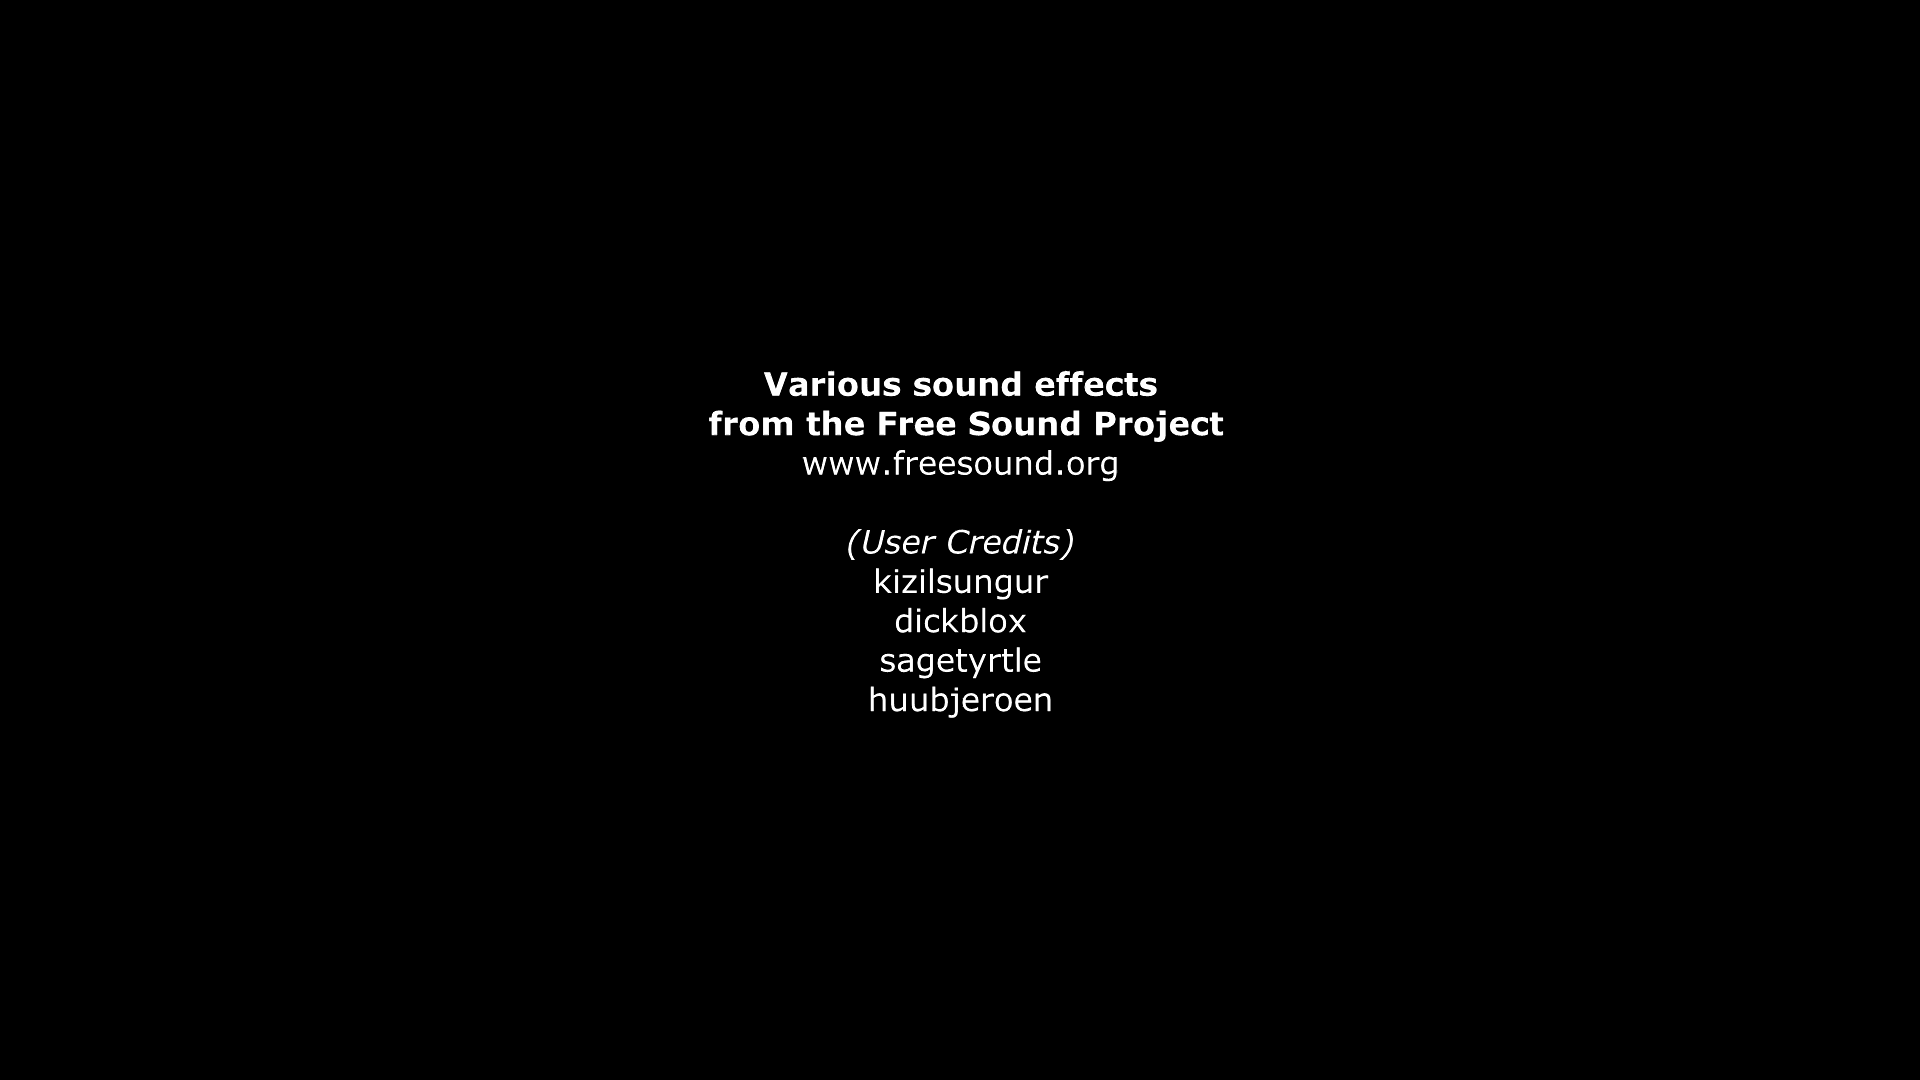 Various sound effects
from the Free Sound Project
www.freesound.org
(User Credits)
kizilsungur
dickblox
sagetyrtle
huubjeroen